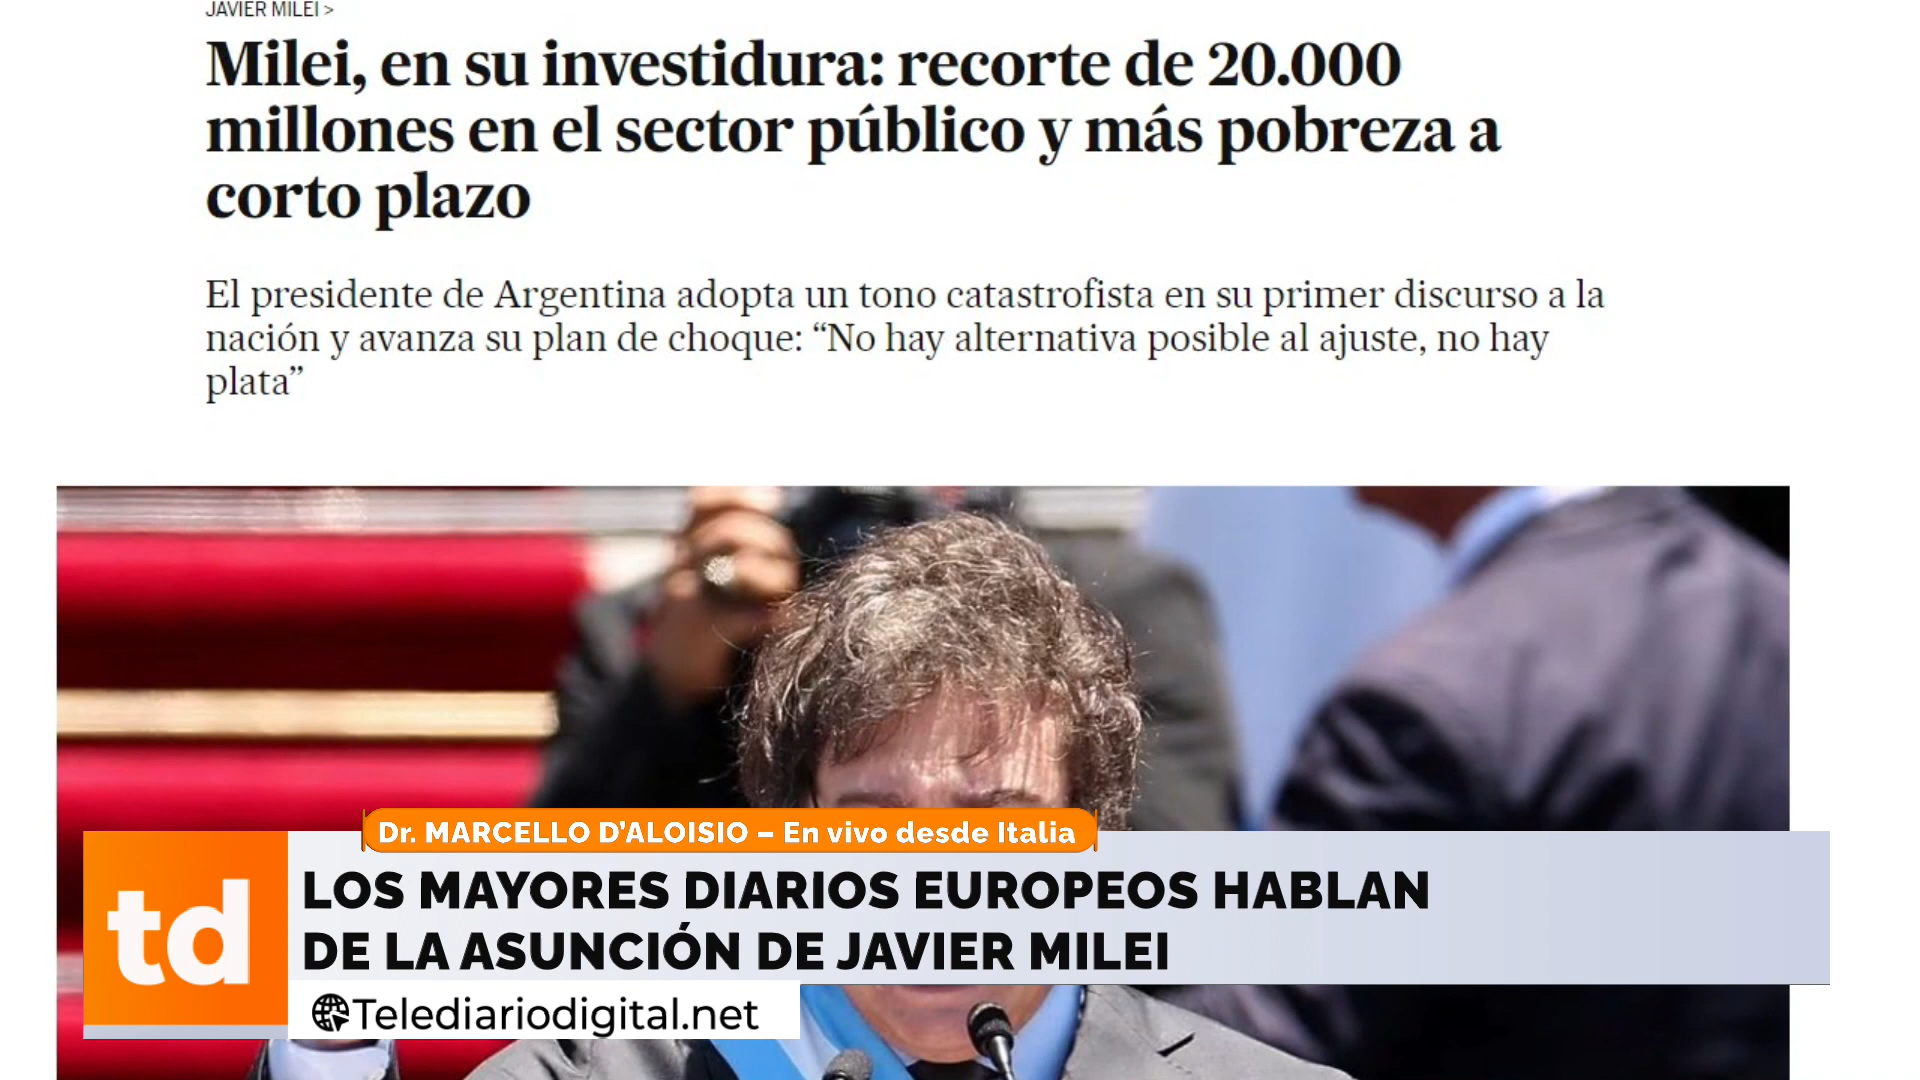 JAVIER MILEI >
Milei, en su investidura: recorte de 20.000
millones en el sector público y más pobreza a
corto plazo
El presidente de Argentina adopta un tono catastrofista en su primer discurso a la
nación y avanza su plan de choque: “No hay alternativa posible al ajuste, no hay
plata”
Dr. MARCELLO D'ALOISIO – En vivo desde Italia
td
LOS MAYORES DIARIOS EUROPEOS HABLAN
DE LA ASUNCIÓN DE JAVIER MILEI
Telediariodigital.net